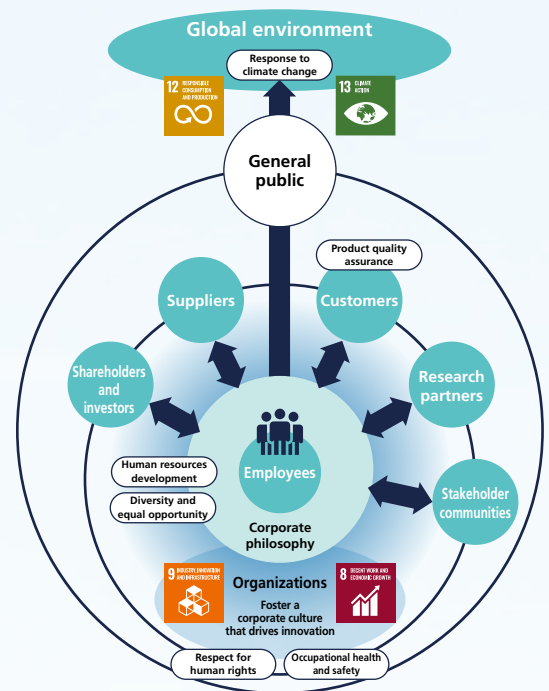 Global environment
Response to
climate change
12 RESPONSIBLE
CONSUMPTION
AND PRODUCTION
13 CLIMATE
ACTION
General
public
Product quality
assurance
Suppliers
Customers
Shareholders
and
investors
Research
partners
Employees
Human resources
development
Diversity and
equal opportunity
Stakeholder
communities
Corporate
philosophy
9 INDUSTRY, INNOVATION
AND INFRASTRUCTURE
Organizations
8 DECENT WORK AND
ECONOMIC GROWTH
Foster a
corporate culture
that drives innovation
Respect for
human rights
Occupational health
and safety